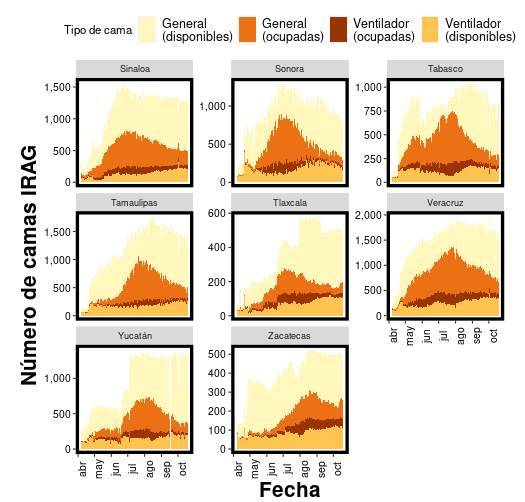 Tipo de cama
General
(disponibles)
General
(ocupadas)
Ventilador
(ocupadas)
Ventilador
(disponibles)
Número de camas IRAG
Sinaloa
1,500
1,000
500
0
Sonora
1,000
500
0
Tabasco
1,000
750
500
250
0
Tamaulipas
1,500
1,000
500
0
Tlaxcala
600
400
200
0
Veracruz
2,000
1,500
1,000
500
0
abr may jun jul ago sep oct
Yucatán
1,000
500
0
abr may jun jul ago sep oct
Zacatecas
500
400
300
200
100
0
abr may jun jul ago sep oct
Fecha